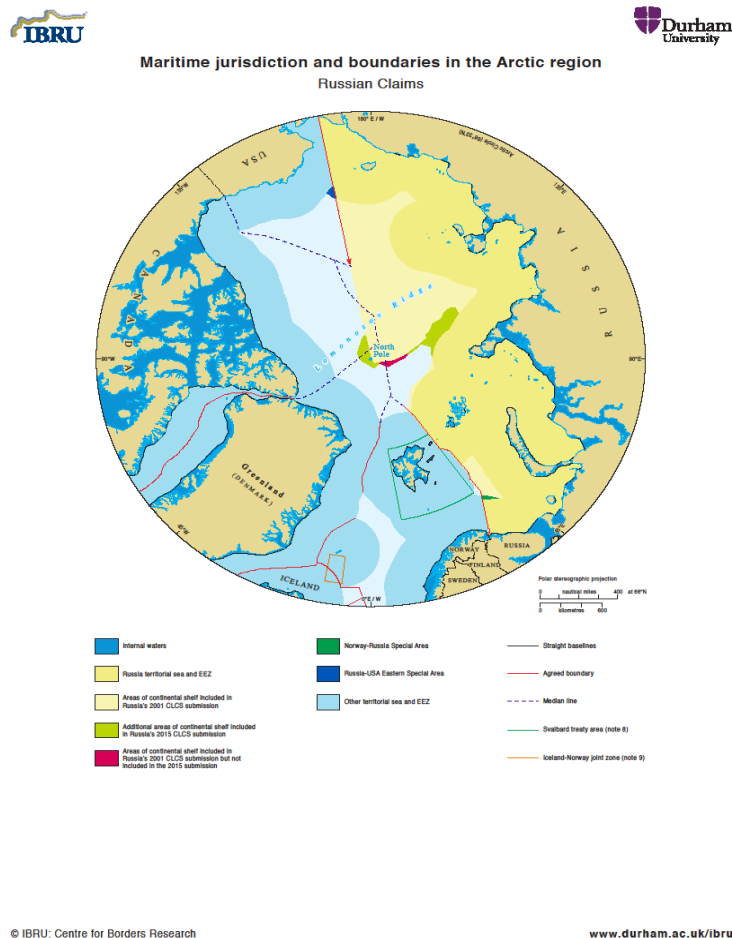 IBRU
Durham
University
Maritime jurisdiction and boundaries in the Arctic region
Russian Claims
180° E / W
Arctic Circle (66°33'N)
USA
CANADA
RUSSIA
90°W
90°E
Lomonosov Ridge
North
Pole
Greenland
(DENMARK)
ICELAND
0°E / W
NORWAY
RUSSIA
FINLAND
SWEDEN
Polar stereographic projection
0 nautical miles 400 at 66°N
0 kilometres 600
Internal waters
Russia territorial sea and EEZ
Areas of continental shelf included in
Russia's 2001 CLCS submission
Additional areas of continental shelf included
in Russia's 2015 CLCS submission
Areas of continental shelf included in
Russia's 2001 CLCS submission but not
included in the 2015 submission
Norway-Russia Special Area
Russia-USA Eastern Special Area
Other territorial sea and EEZ
Straight baselines
Agreed boundary
Median line
Svalbard treaty area (note 8)
Iceland-Norway joint zone (note 9)
© IBRU: Centre for Borders Research
www.durham.ac.uk/ibru